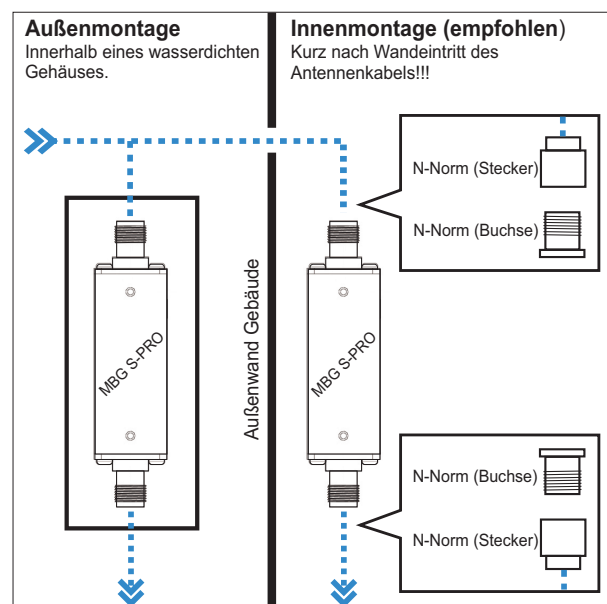 Außenmontage
Innerhalb eines wasserdichten
Gehäuses.
Innenmontage (empfohlen)
Kurz nach Wandeintritt des
Antennenkabels!!!
N-Norm (Stecker)
N-Norm (Buchse)
MBG S-PRO
Außenwand Gebäude
MBG S-PRO
N-Norm (Buchse)
N-Norm (Stecker)